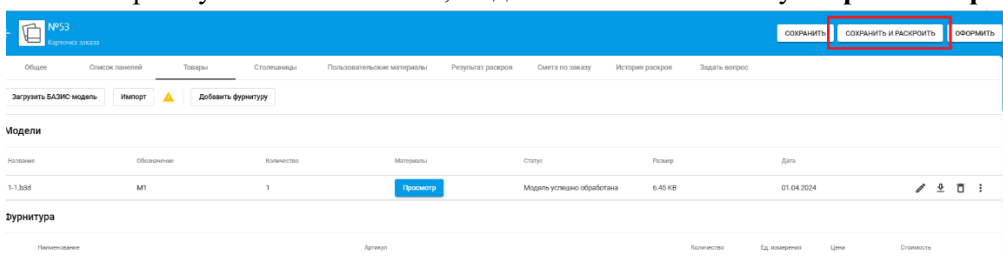 №53
Карточка заказа
СОХРАНИТЬ СОХРАНИТЬ И РАСКРОИТЬ ОФОРМИТЬ
Общее Список панелей Товары Столешницы Пользовательские материалы Результат раскроя Смета по заказу История раскроя Задать вопрос
Загрузить БАЗИС-модель Импорт Добавить фурнитуру
Модели
Название Обозначение Количество Материалы Статус Размер Дата
1-1.b3d М1 1 Просмотр Модель успешно обработана 6.45 KB 01.04.2024
Фурнитура
Наименование Артикул Количество Ед. измерения Цена Стоимость